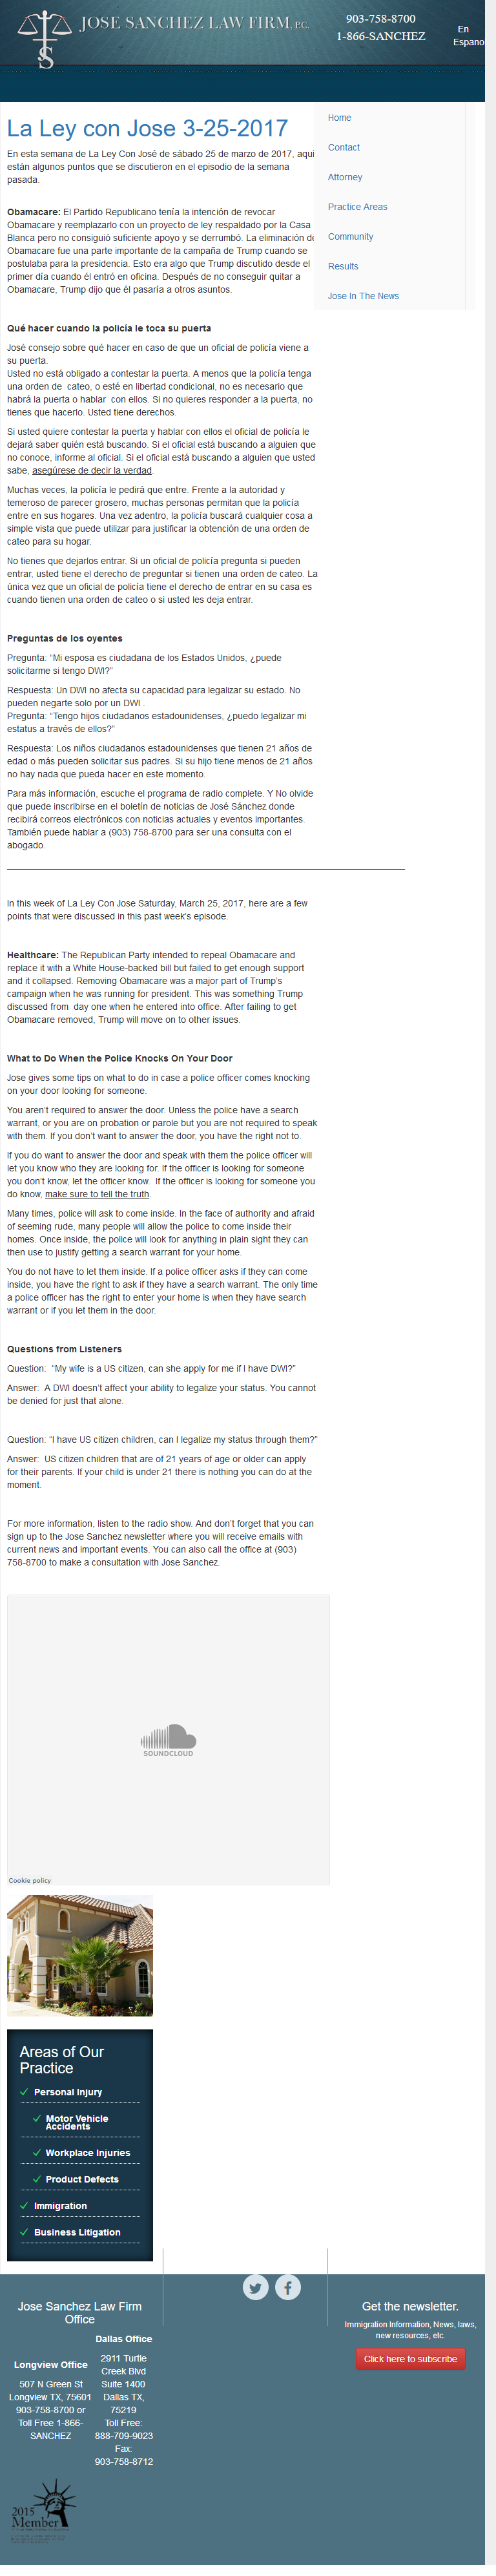 JOSE SANCHEZ LAW FIRM, P.C.
903-758-8700
1-866-SANCHEZ
En
Espano
JS
La Ley con Jose 3-25-2017
Home
Contact
Attorney
Practice Areas
Community
Results
Jose In The News
En esta semana de La Ley Con José de sábado 25 de marzo de 2017, aquí
están algunos puntos que se discutieron en el episodio de la semana
pasada.
Obamacare: El Partido Republicano tenía la intención de revocar
Obamacare y reemplazarlo con un proyecto de ley respaldado por la Casa
Blanca pero no consiguió suficiente apoyo y se derrumbó. La eliminación de
Obamacare fue una parte importante de la campaña de Trump cuando se
postulaba para la presidencia. Esto era algo que Trump discutido desde el
primer día cuando él entró en oficina. Después de no conseguir quitar a
Obamacare, Trump dijo que él pasaría a otros asuntos.
Qué hacer cuando la policía le toca su puerta
José consejo sobre qué hacer en caso de que un oficial de policía viene a
su puerta.
Usted no está obligado a contestar la puerta. A menos que la policía tenga
una orden de  cateo, o esté en libertad condicional, no es necesario que
habrá la puerta o hablar  con ellos. Si no quieres responder a la puerta, no
tienes que hacerlo. Usted tiene derechos.
Si usted quiere contestar la puerta y hablar con ellos el oficial de policía le
dejará saber quién está buscando. Si el oficial está buscando a alguien que
no conoce, informe al oficial. Si el oficial está buscando a alguien que usted
sabe, asegúrese de decir la verdad.
Muchas veces, la policía le pedirá que entre. Frente a la autoridad y
temeroso de parecer grosero, muchas personas permitan que la policía
entre en sus hogares. Una vez adentro, la policía buscará cualquier cosa a
simple vista que puede utilizar para justificar la obtención de una orden de
cateo para su hogar.
No tienes que dejarlos entrar. Si un oficial de policía pregunta si pueden
entrar, usted tiene el derecho de preguntar si tienen una orden de cateo. La
única vez que un oficial de policía tiene el derecho de entrar en su casa es
cuando tienen una orden de cateo o si usted les deja entrar.
Preguntas de los oyentes
Pregunta: “Mi esposa es ciudadana de los Estados Unidos, ¿puede
solicitarme si tengo DWI?”
Respuesta: Un DWI no afecta su capacidad para legalizar su estado. No
pueden negarte solo por un DWI .
Pregunta: “Tengo hijos ciudadanos estadounidenses, ¿puedo legalizar mi
estatus a través de ellos?”
Respuesta: Los niños ciudadanos estadounidenses que tienen 21 años de
edad o más pueden solicitar sus padres. Si su hijo tiene menos de 21 años
no hay nada que pueda hacer en este momento.
Para más información, escuche el programa de radio complete. Y No olvide
que puede inscribirse en el boletín de noticias de José Sánchez donde
recibirá correos electrónicos con noticias actuales y eventos importantes.
También puede hablar a (903) 758-8700 para ser una consulta con el
abogado.
In this week of La Ley Con Jose Saturday, March 25, 2017, here are a few
points that were discussed in this past week’s episode.
Healthcare: The Republican Party intended to repeal Obamacare and
replace it with a White House-backed bill but failed to get enough support
and it collapsed. Removing Obamacare was a major part of Trump’s
campaign when he was running for president. This was something Trump
discussed from  day one when he entered into office. After failing to get
Obamacare removed, Trump will move on to other issues.
What to Do When the Police Knocks On Your Door
Jose gives some tips on what to do in case a police officer comes knocking
on your door looking for someone.
You aren’t required to answer the door. Unless the police have a search
warrant, or you are on probation or parole but you are not required to speak
with them. If you don’t want to answer the door, you have the right not to.
If you do want to answer the door and speak with them the police officer will
let you know who they are looking for. If the officer is looking for someone
you don’t know, let the officer know.  If the officer is looking for someone you
do know, make sure to tell the truth.
Many times, police will ask to come inside. In the face of authority and afraid
of seeming rude, many people will allow the police to come inside their
homes. Once inside, the police will look for anything in plain sight they can
then use to justify getting a search warrant for your home.
You do not have to let them inside. If a police officer asks if they can come
inside, you have the right to ask if they have a search warrant. The only time
a police officer has the right to enter your home is when they have search
warrant or if you let them in the door.
Questions from Listeners
Question:  “My wife is a US citizen, can she apply for me if I have DWI?”
Answer:  A DWI doesn’t affect your ability to legalize your status. You cannot
be denied for just that alone.
Question: “I have US citizen children, can I legalize my status through them?”
Answer:  US citizen children that are of 21 years of age or older can apply
for their parents. If your child is under 21 there is nothing you can do at the
moment.
For more information, listen to the radio show. And don’t forget that you can
sign up to the Jose Sanchez newsletter where you will receive emails with
current news and important events. You can also call the office at (903)
758-8700 to make a consultation with Jose Sanchez.
SOUNDCLOUD
Cookie policy
Areas of Our
Practice
Personal Injury
Motor Vehicle
Accidents
Workplace Injuries
Product Defects
Immigration
Business Litigation
Jose Sanchez Law Firm
Office
Longview Office
507 N Green St
Longview TX, 75601
903-758-8700 or
Toll Free 1-866-
SANCHEZ
Dallas Office
2911 Turtle
Creek Blvd
Suite 1400
Dallas TX,
75219
Toll Free:
888-709-9023
Fax:
903-758-8712
Get the newsletter.
Immigration Information, News, laws,
new resources, etc.
Click here to subscribe
2015
Member